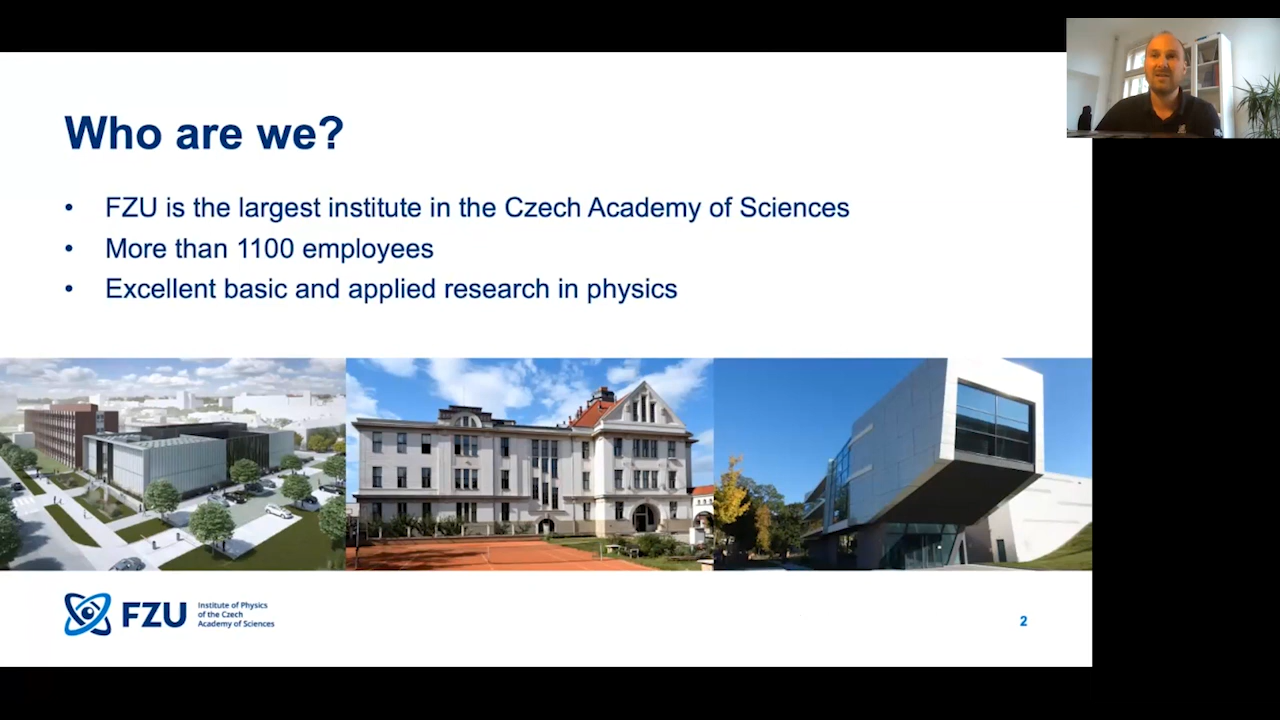 Who are we?
• FZU is the largest institute in the Czech Academy of Sciences
• More than 1100 employees
• Excellent basic and applied research in physics
FZU
Institute of Physics
of the Czech
Academy of Sciences
2